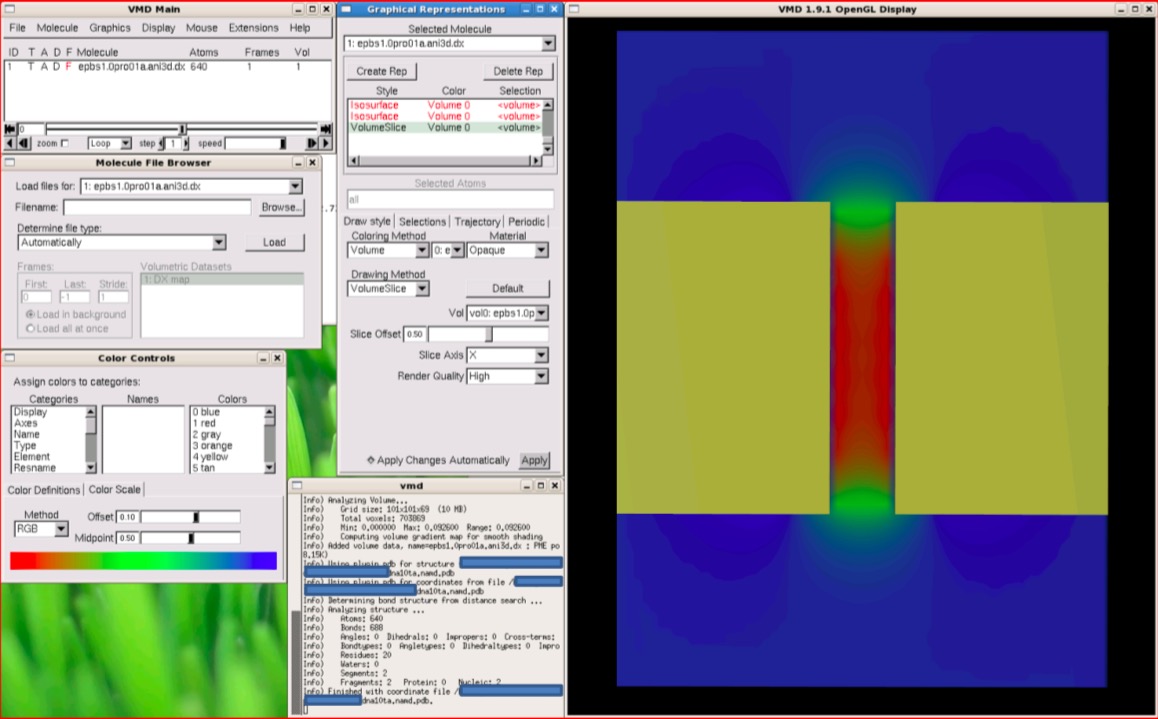 VMD Main
File Molecule Graphics Display Mouse Extensions Help
ID T A D F Molecule Atoms Frames Vol
1 T A D F epbs1.0pro01a.ani3d.dx 640 1 1
0
zoom Loop step 1 speed
Molecule File Browser
Load files for: 1: epbs1.0pro01a.ani3d.dx
Filename: Browse...
Determine file type:
Automatically Load
Frames: Volumetric Datasets
First: Last: Stride: 1: DX map
0 -1 1
Load in background
Load all at once
Color Controls
Assign colors to categories:
Categories Names Colors
Display 0 blue
Axes 1 red
Name 2 gray
Type 3 orange
Element 4 yellow
Resname 5 tan
Color Definitions Color Scale
Method Offset 0.10
RGB Midpoint 0.50
Graphical Representations
Selected Molecule
1: epbs1.0pro01a.ani3d.dx
Create Rep Delete Rep
Style Color Selection
Isosurface Volume 0 <volume>
Isosurface Volume 0 <volume>
VolumeSlice Volume 0 <volume>
Selected Atoms
all
Draw style Selections Trajectory Periodic
Coloring Method Material
Volume 0: e Opaque
Drawing Method
VolumeSlice Default
Vol vol0: epbs1.0p
Slice Offset 0.50
Slice Axis X
Render Quality High
Apply Changes Automatically Apply
vmd
Info) Analyzing Volume...
Info) Grid size: 101x101x69 (10 MB)
Info) Total voxels: 703869
Info) Min: 0.000000 Max: 0.092600 Range: 0.092600
Info) Computing volume gradient map for smooth shading
Info) Added volume data, name=epbs1.0pro01a.ani3d.dx : PME po
8.15K)
Info) Using plugin pdb for structure
dna10ta.namd.pdb
Info) Using plugin pdb for coordinates from file /
dna10ta.namd.pdb
Info) Determining bond structure from distance search ...
Info) Analyzing structure ...
Info) Atoms: 640
Info) Bonds: 688
Info) Angles: 0 Dihedrals: 0 Impropers: 0 Cross-terms:
Info) Bondtypes: 0 Angletypes: 0 Dihedraltypes: 0 Impro
Info) Residues: 20
Info) Waters: 0
Info) Segments: 2
Info) Fragments: 2 Protein: 0 Nucleic: 2
Info) Finished with coordinate file /
dna10ta.namd.pdb.
VMD 1.9.1 OpenGL Display